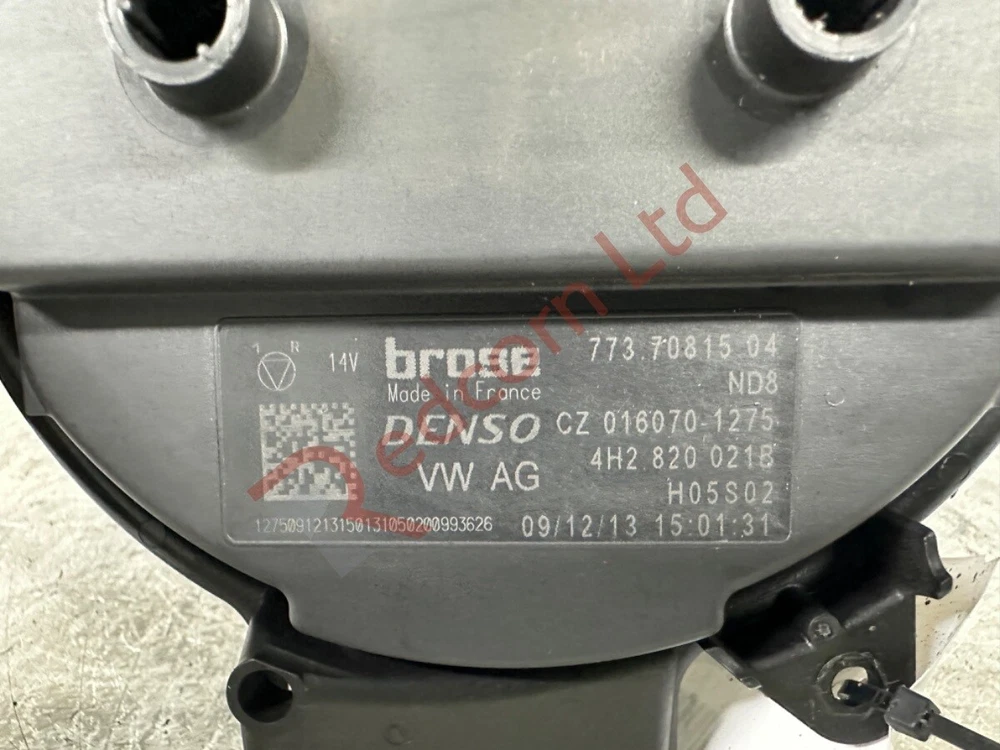 1 R
14V
brose
773.70815.04
Made in France
ND8
DENSO
CZ 016070-1275
VW AG
4H2 820 021B
H05S02
1275091213150131050200993626
09/12/13 15:01:31
Redcorn Ltd